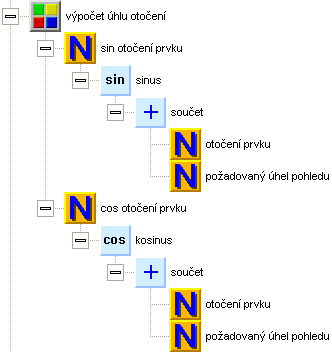 výpočet úhlu otočení
N sin otočení prvku
sin sinus
+ součet
N otočení prvku
N požadovaný úhel pohledu
N cos otočení prvku
cos kosinus
+ součet
N otočení prvku
N požadovaný úhel pohledu